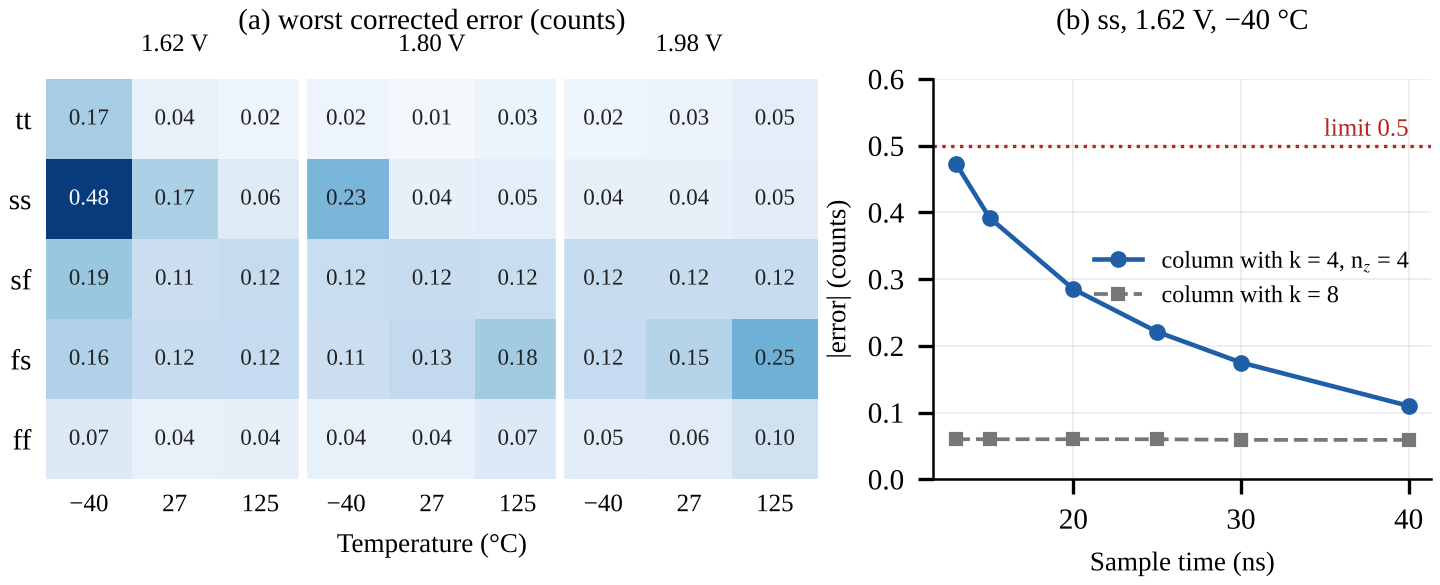 (a) worst corrected error (counts)
1.62 V 1.80 V 1.98 V
tt 0.17 0.04 0.02 0.02 0.01 0.03 0.02 0.03 0.05
ss 0.48 0.17 0.06 0.23 0.04 0.05 0.04 0.04 0.05
sf 0.19 0.11 0.12 0.12 0.12 0.12 0.12 0.12 0.12
fs 0.16 0.12 0.12 0.11 0.13 0.18 0.12 0.15 0.25
ff 0.07 0.04 0.04 0.04 0.04 0.07 0.05 0.06 0.10
−40 27 125 −40 27 125 −40 27 125
Temperature (°C)
(b) ss, 1.62 V, −40 °C
|error| (counts)
0.6
0.5
0.4
0.3
0.2
0.1
0.0
limit 0.5
column with k = 4, n_z = 4
column with k = 8
20 30 40
Sample time (ns)